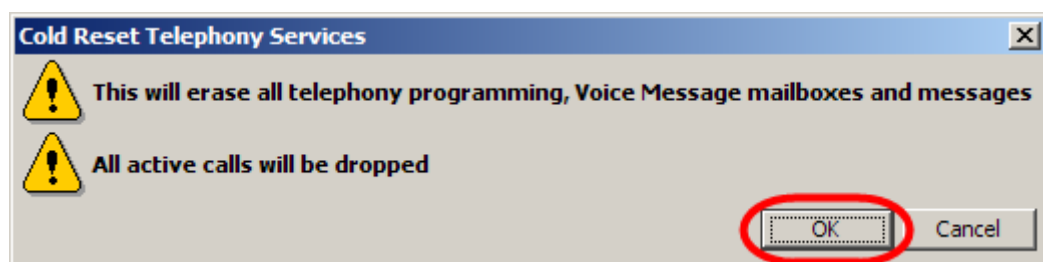 Cold Reset Telephony Services
This will erase all telephony programming, Voice Message mailboxes and messages
All active calls will be dropped
OK Cancel